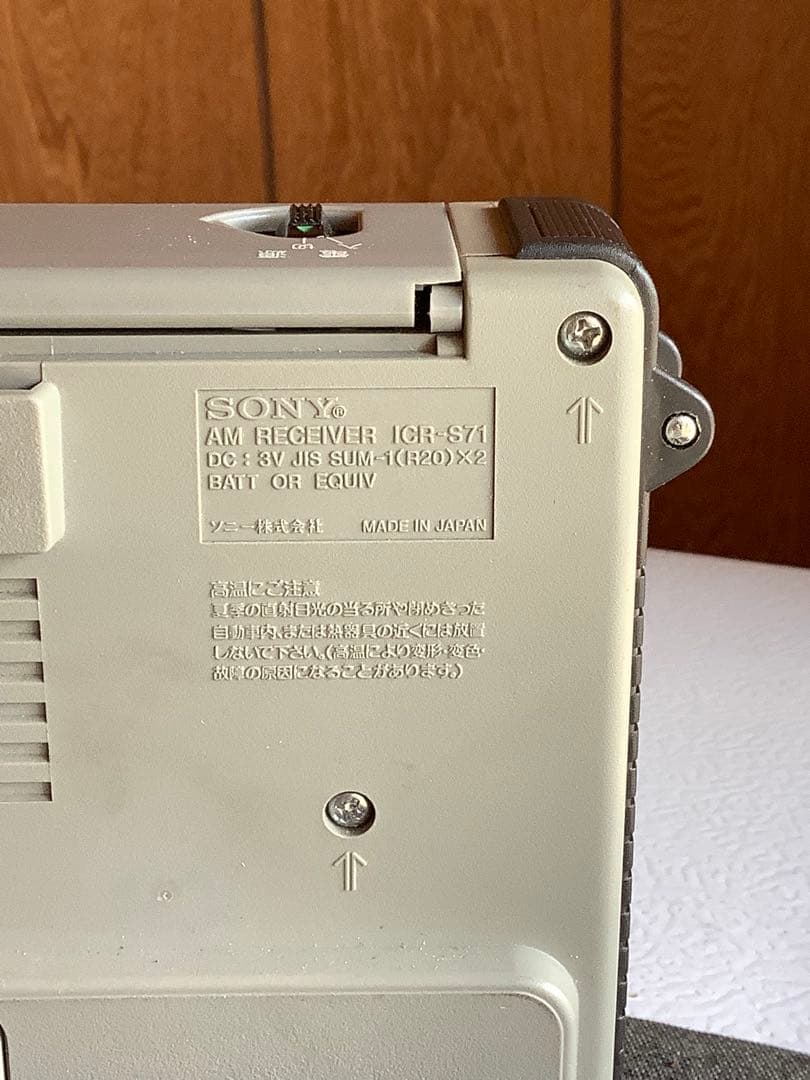 切
SONY®
AM RECEIVER ICR-S71
DC : 3V JIS SUM-1(R20)×2
BATT OR EQUIV
ソニー株式会社 MADE IN JAPAN
高温にご注意
夏季の直射日光の当る所や閉めきった
自動車内、または熱器具の近くには放置
しないで下さい。(高温により変形・変色・
故障の原因になることがあります。)